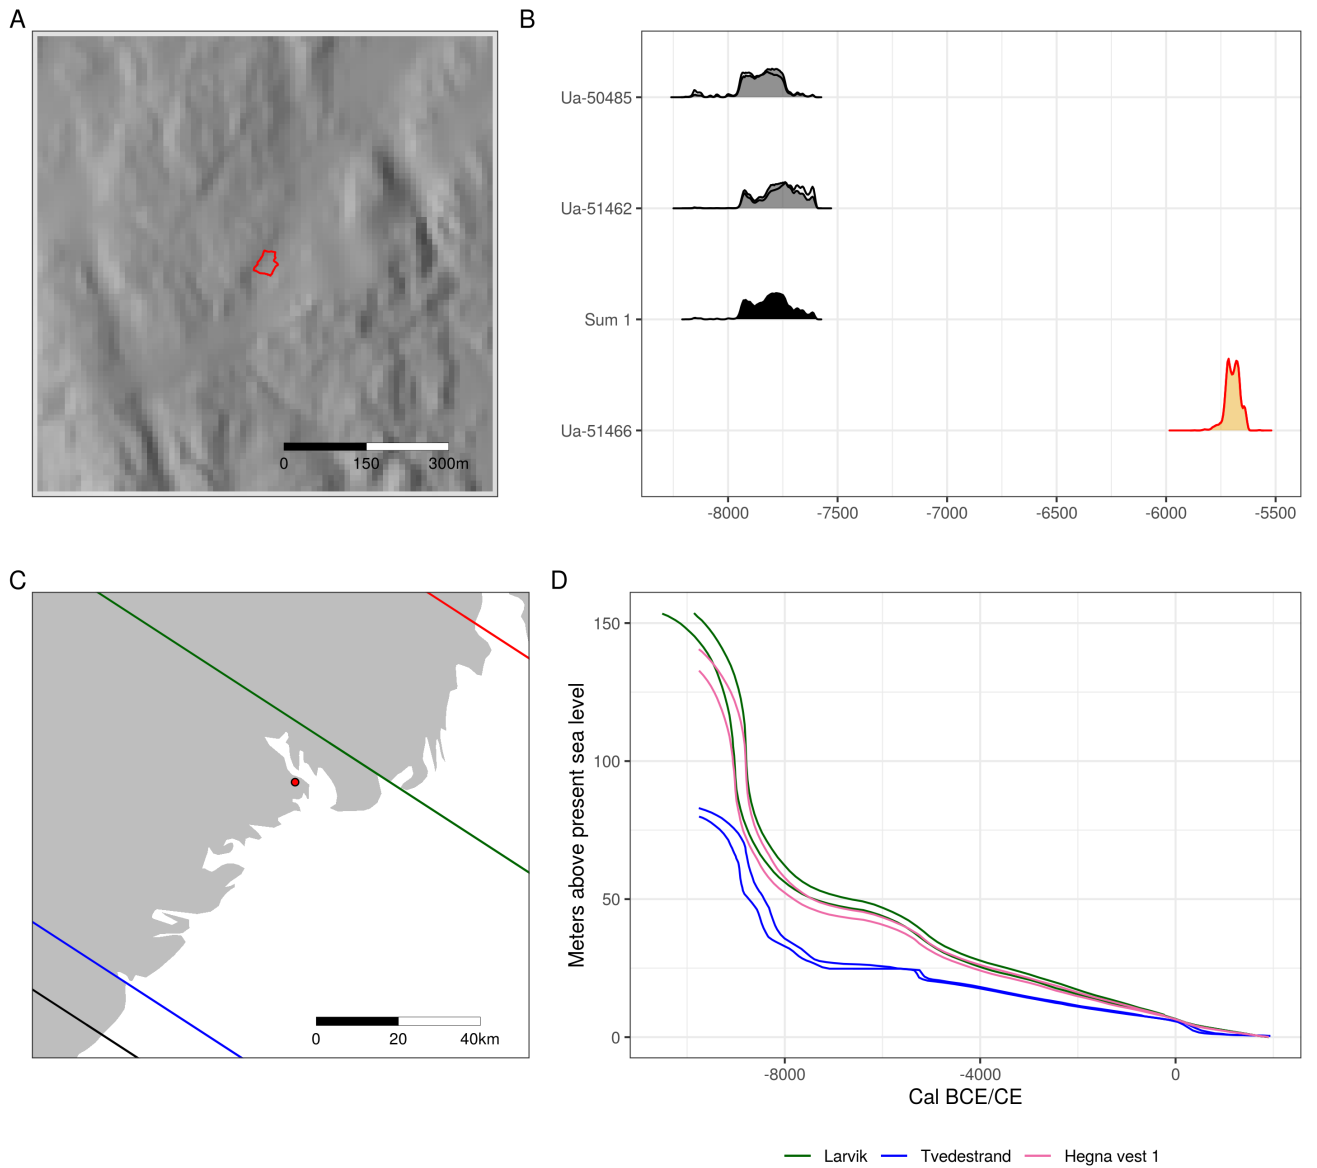 A
0 150 300m
B
Ua-50485
Ua-51462
Sum 1
Ua-51466
-8000 -7500 -7000 -6500 -6000 -5500
C
0 20 40km
D
Meters above present sea level
150
100
50
0
-8000 -4000 0
Cal BCE/CE
Larvik Tvedestrand Hegna vest 1